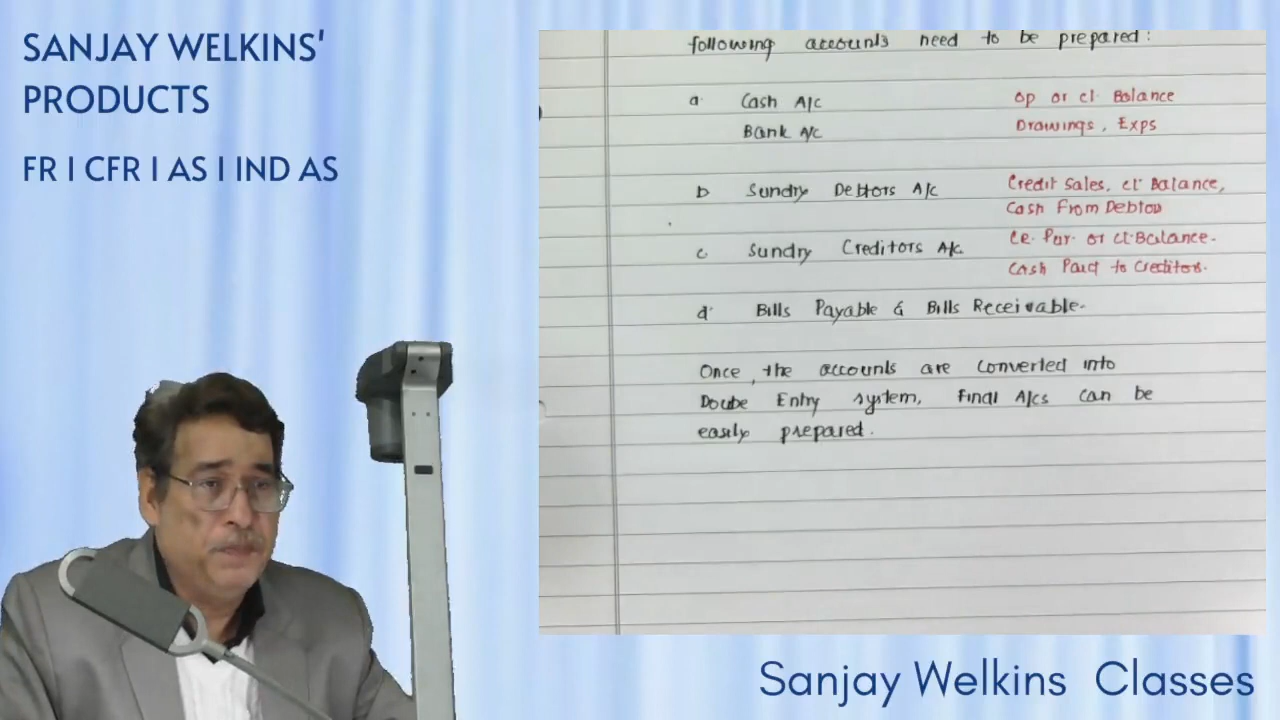 SANJAY WELKINS'
PRODUCTS
FR I CFR I AS I IND AS
following accounts need to be prepared:
a. Cash A/c Op or cl. Balance
Bank A/c Drawings, Exps
b Sundry Debtors A/c Credit Sales, cl. Balance,
Cash From Debtors
c. Sundry Creditors A/c. Cr. Pur. or cl. Balance.
Cash Paid to Creditors.
d. Bills Payable & Bills Receivable.
Once, the accounts are converted into
Doube Entry system, Final A/cs can be
easily prepared.
Sanjay Welkins Classes